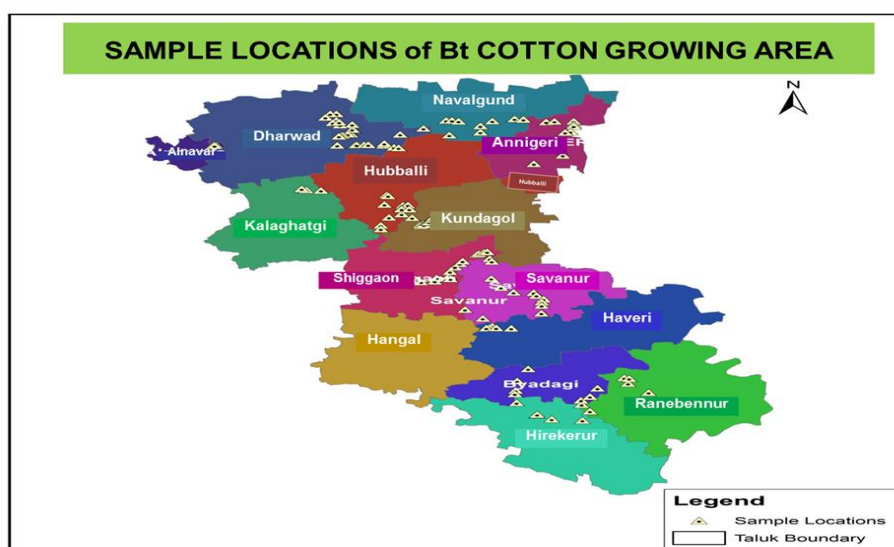 SAMPLE LOCATIONS of Bt COTTON GROWING AREA
N
Navalgund
Dharwad
Annigeri
Alnavar
Hubballi
Hubballi
Kalaghatgi
Kundagol
Shiggaon
Savanur
Savanur
Haveri
Hangal
Byadagi
Ranebennur
Hirekerur
Legend
Sample Locations
Taluk Boundary